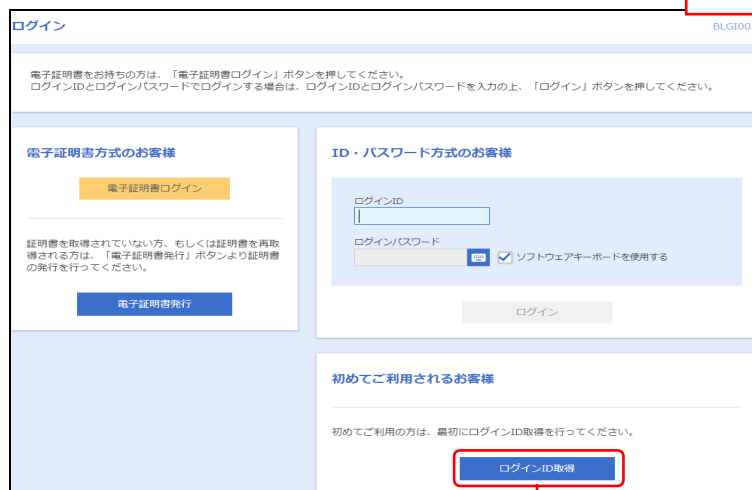 ログイン
BLGI00
電子証明書をお持ちの方は、「電子証明書ログイン」ボタンを押してください。
ログインIDとログインパスワードでログインする場合は、ログインIDとログインパスワードを入力の上、「ログイン」ボタンを押してください。
電子証明書方式のお客様
電子証明書ログイン
証明書を取得されていない方、もしくは証明書を再取
得される方は、「電子証明書発行」ボタンより証明書
の発行を行ってください。
電子証明書発行
ID・パスワード方式のお客様
ログインID
ログインパスワード
ソフトウェアキーボードを使用する
ログイン
初めてご利用されるお客様
初めてご利用の方は、最初にログインID取得を行ってください。
ログインID取得